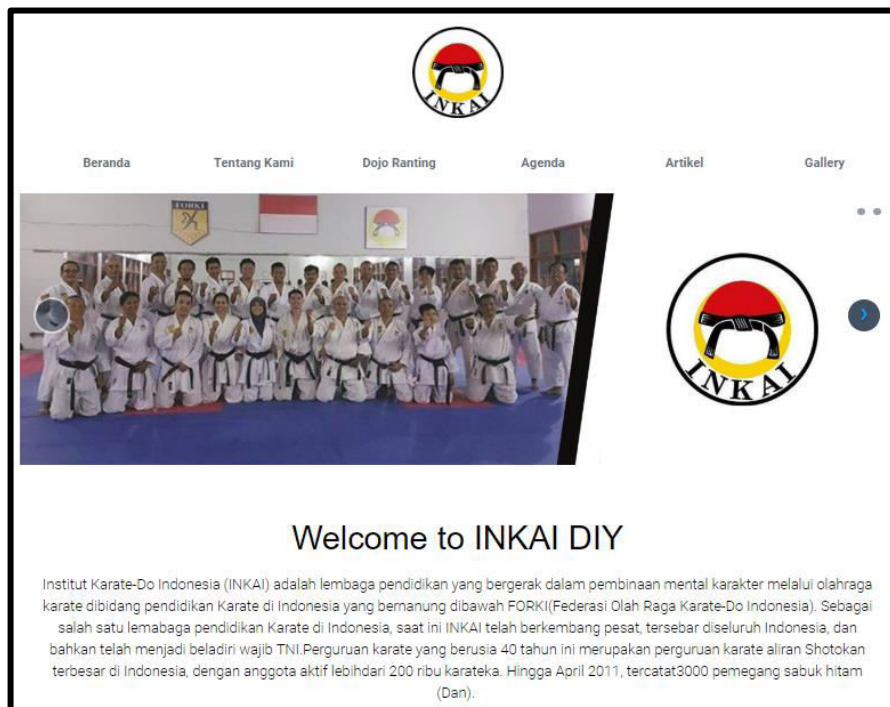 INKAI
Beranda Tentang Kami Dojo Ranting Agenda Artikel Gallery
FORKI
INKAI
Welcome to INKAI DIY
Institut Karate-Do Indonesia (INKAI) adalah lembaga pendidikan yang bergerak dalam pembinaan mental karakter melalui olahraga
karate dibidang pendidikan Karate di Indonesia yang bernanung dibawah FORKI(Federasi Olah Raga Karate-Do Indonesia). Sebagai
salah satu lemabaga pendidikan Karate di Indonesia, saat ini INKAI telah berkembang pesat, tersebar diseluruh Indonesia, dan
bahkan telah menjadi beladiri wajib TNI.Perguruan karate yang berusia 40 tahun ini merupakan perguruan karate aliran Shotokan
terbesar di Indonesia, dengan anggota aktif lebihdari 200 ribu karateka. Hingga April 2011, tercatat3000 pemegang sabuk hitam
(Dan).